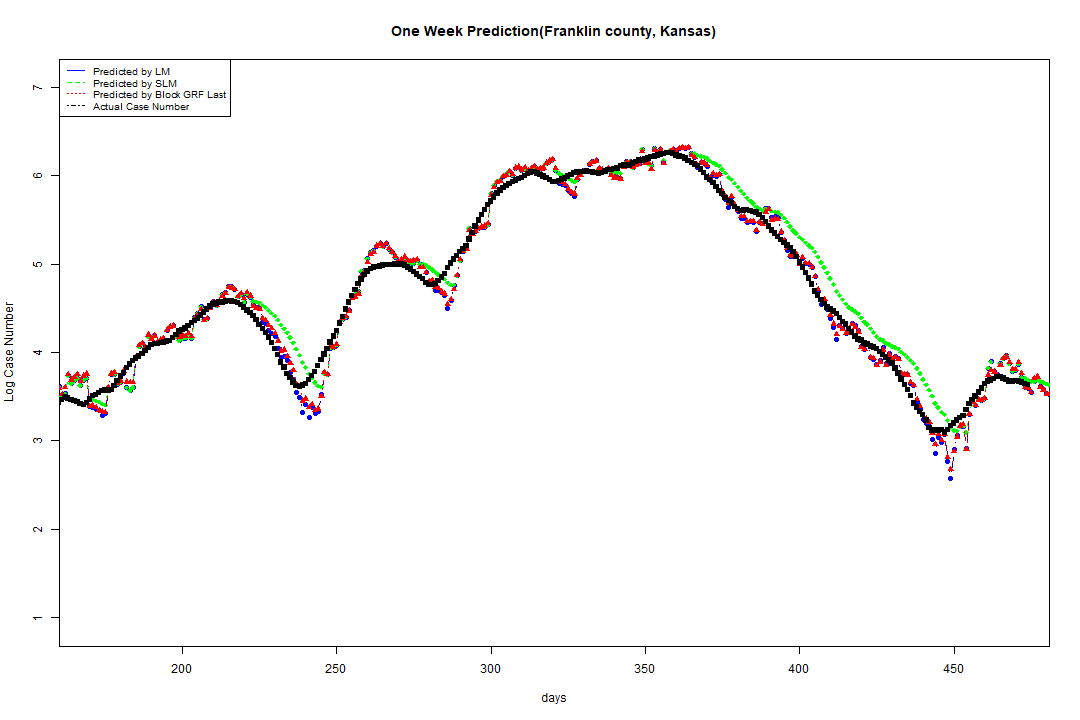 One Week Prediction(Franklin county, Kansas)
Predicted by LM
Predicted by SLM
Predicted by Block GRF Last
Actual Case Number
7
6
5
4
3
2
1
Log Case Number
200
250
300
350
400
450
days